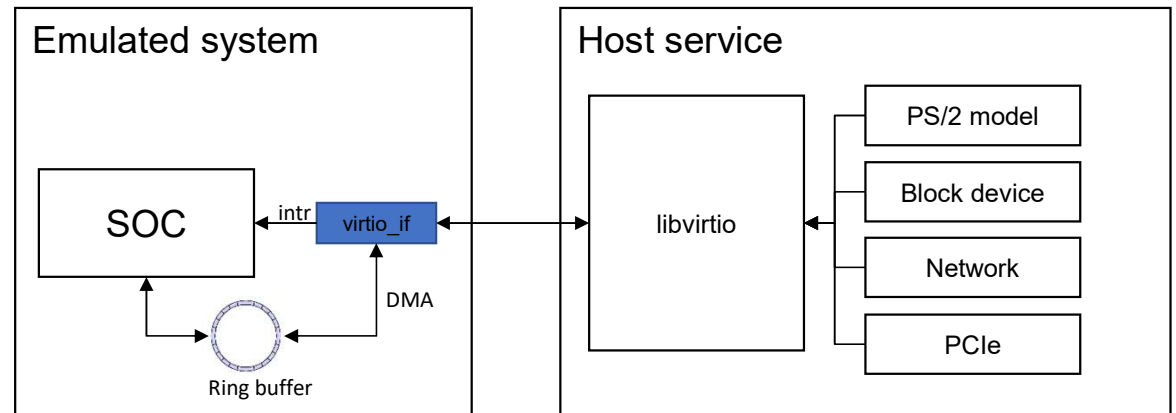 Emulated system
SOC
intr
virtio_if
DMA
Ring buffer
Host service
libvirtio
PS/2 model
Block device
Network
PCIe